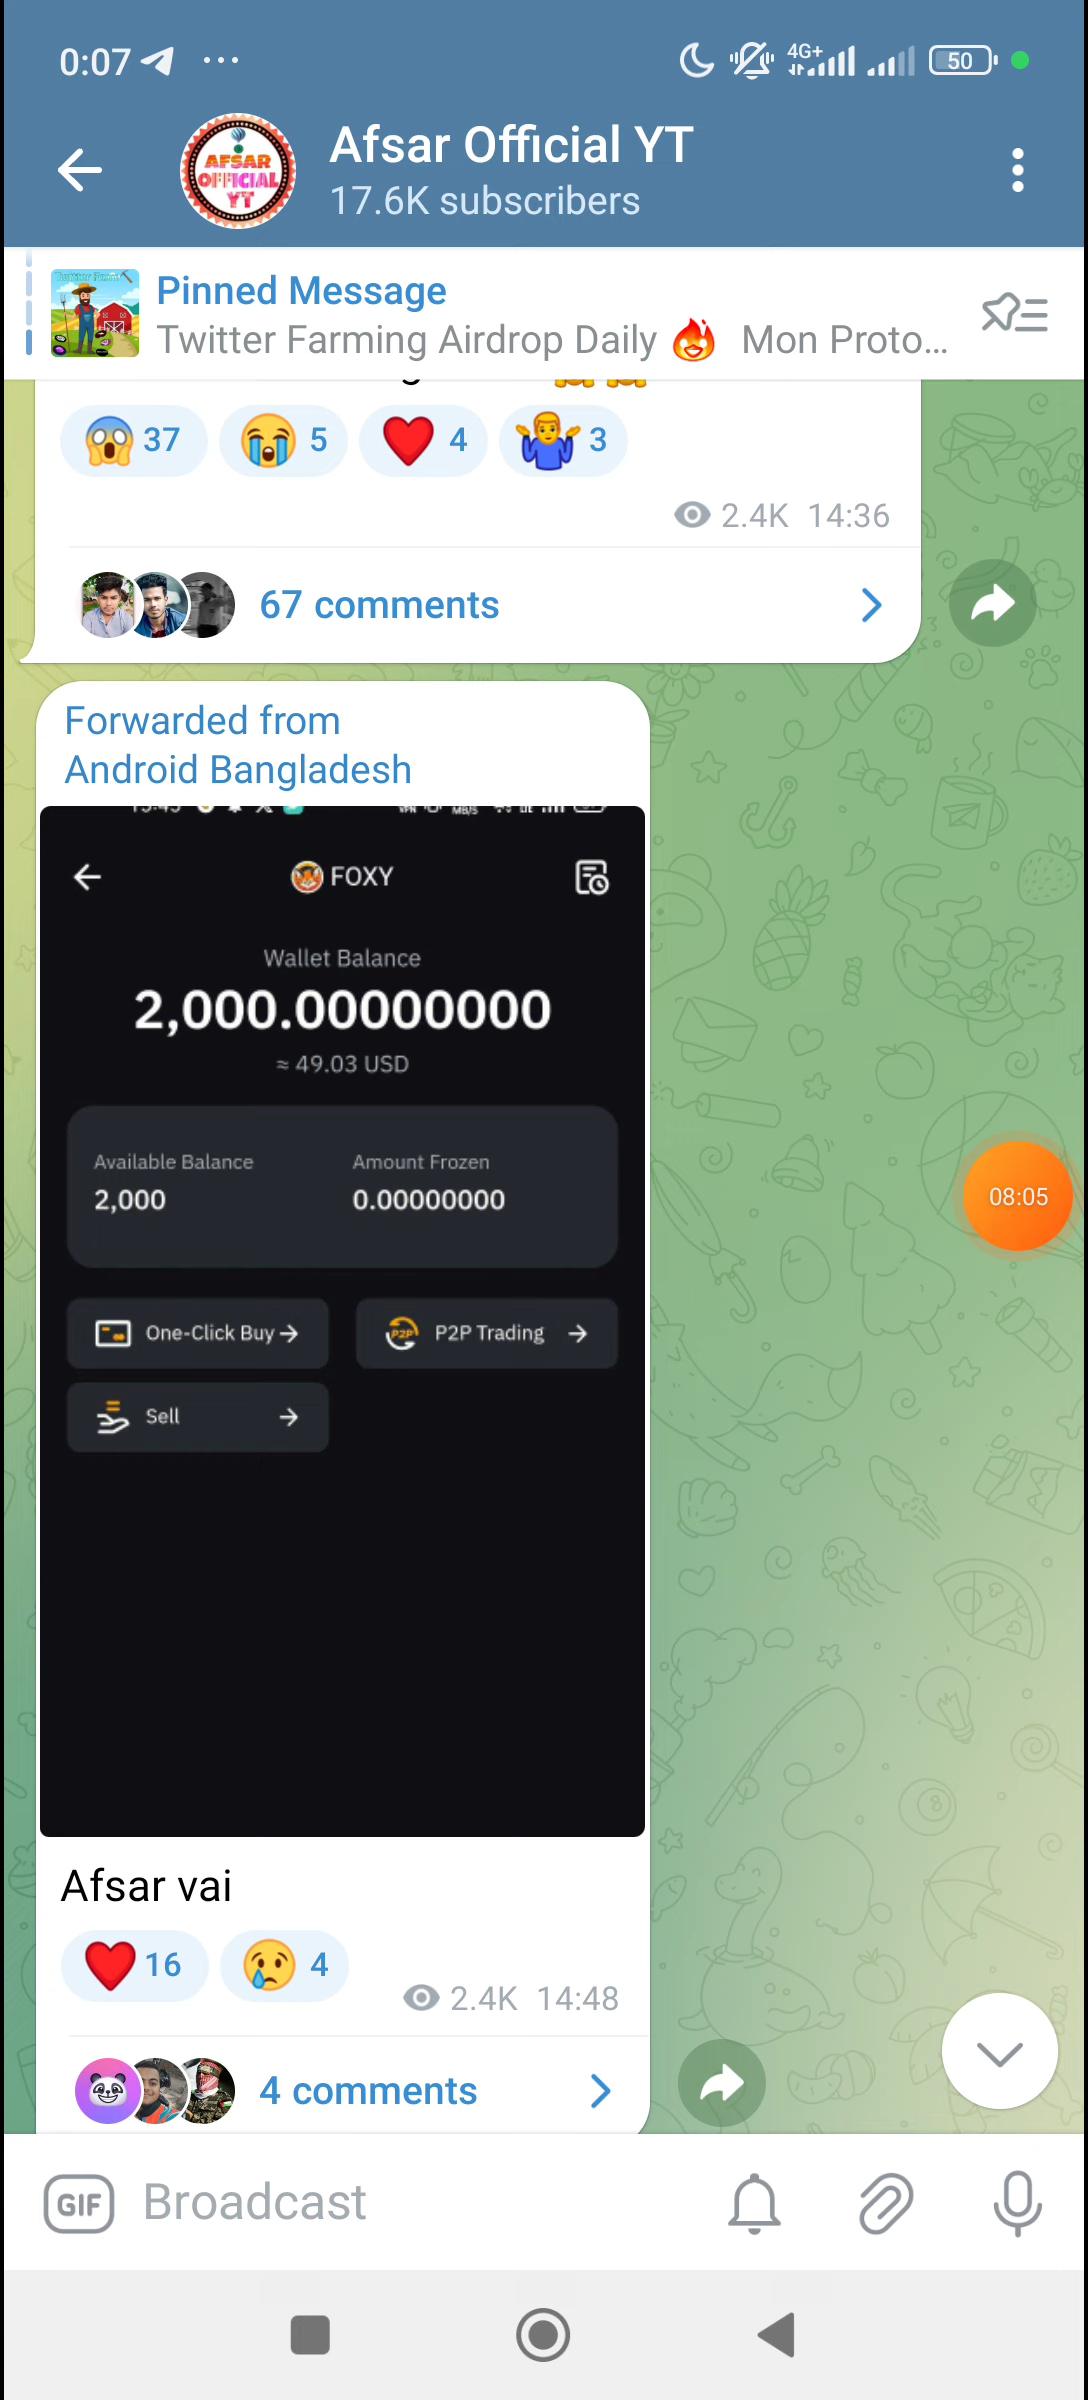 0:07
4G+
50
AFSAR
OFFICIAL
YT
Afsar Official YT
17.6K subscribers
Pinned Message
Twitter Farming Airdrop Daily 🔥 Mon Proto...
😱 37 😭 5 ❤️ 4 🤷‍♂️ 3
2.4K 14:36
67 comments
Forwarded from
Android Bangladesh
FOXY
Wallet Balance
2,000.00000000
≈ 49.03 USD
Available Balance
Amount Frozen
2,000
0.00000000
One-Click Buy
P2P
P2P Trading
Sell
08:05
Afsar vai
❤️ 16 😢 4
2.4K 14:48
4 comments
GIF
Broadcast